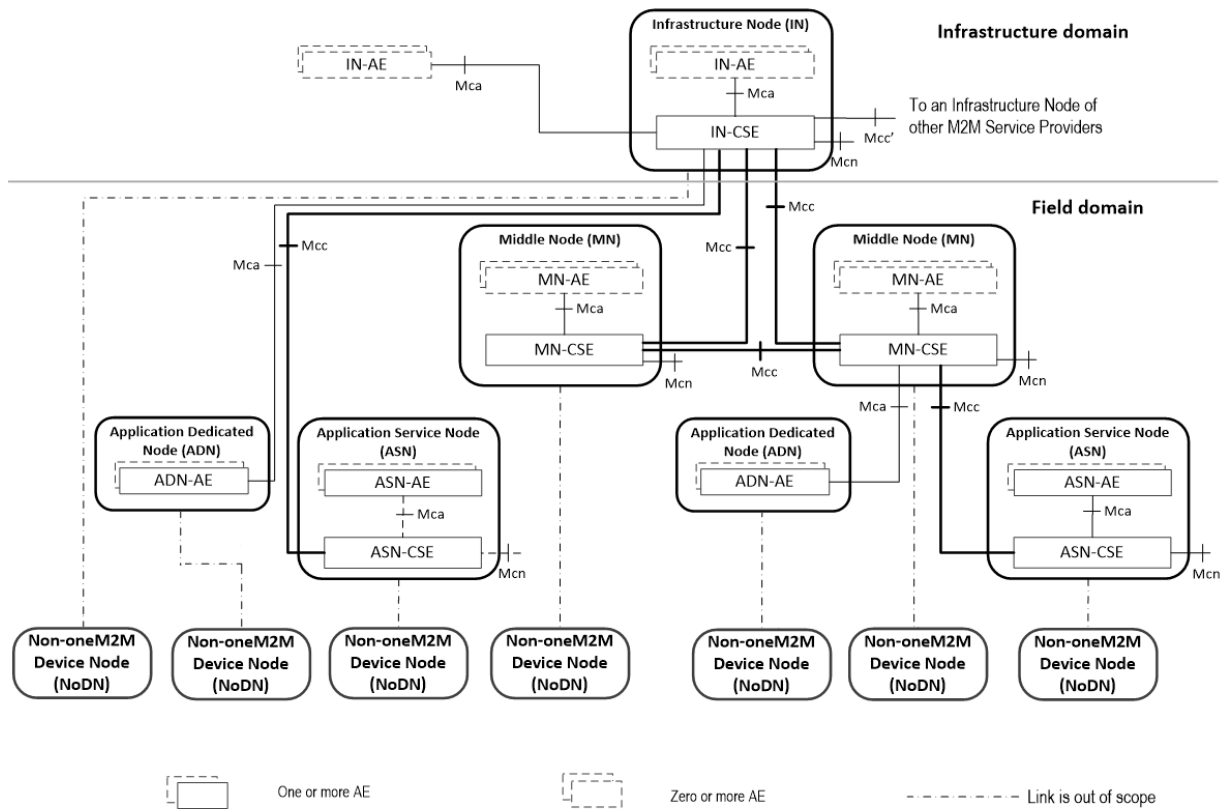 Infrastructure Node (IN)
Infrastructure domain
IN-AE
Mca
IN-AE
Mca
IN-CSE
Mcc’
Mcn
To an Infrastructure Node of
other M2M Service Providers
Field domain
Mcc
Mca
Mcc
Mcc
Middle Node (MN)
MN-AE
Mca
MN-CSE
Mcn
Mcc
Middle Node (MN)
MN-AE
Mca
MN-CSE
Mcn
Mca
Mcc
Application Dedicated
Node (ADN)
ADN-AE
Application Service Node
(ASN)
ASN-AE
Mca
ASN-CSE
Mcn
Application Dedicated
Node (ADN)
ADN-AE
Application Service Node
(ASN)
ASN-AE
Mca
ASN-CSE
Mcn
Non-oneM2M
Device Node
(NoDN)
Non-oneM2M
Device Node
(NoDN)
Non-oneM2M
Device Node
(NoDN)
Non-oneM2M
Device Node
(NoDN)
Non-oneM2M
Device Node
(NoDN)
Non-oneM2M
Device Node
(NoDN)
Non-oneM2M
Device Node
(NoDN)
One or more AE
Zero or more AE
Link is out of scope